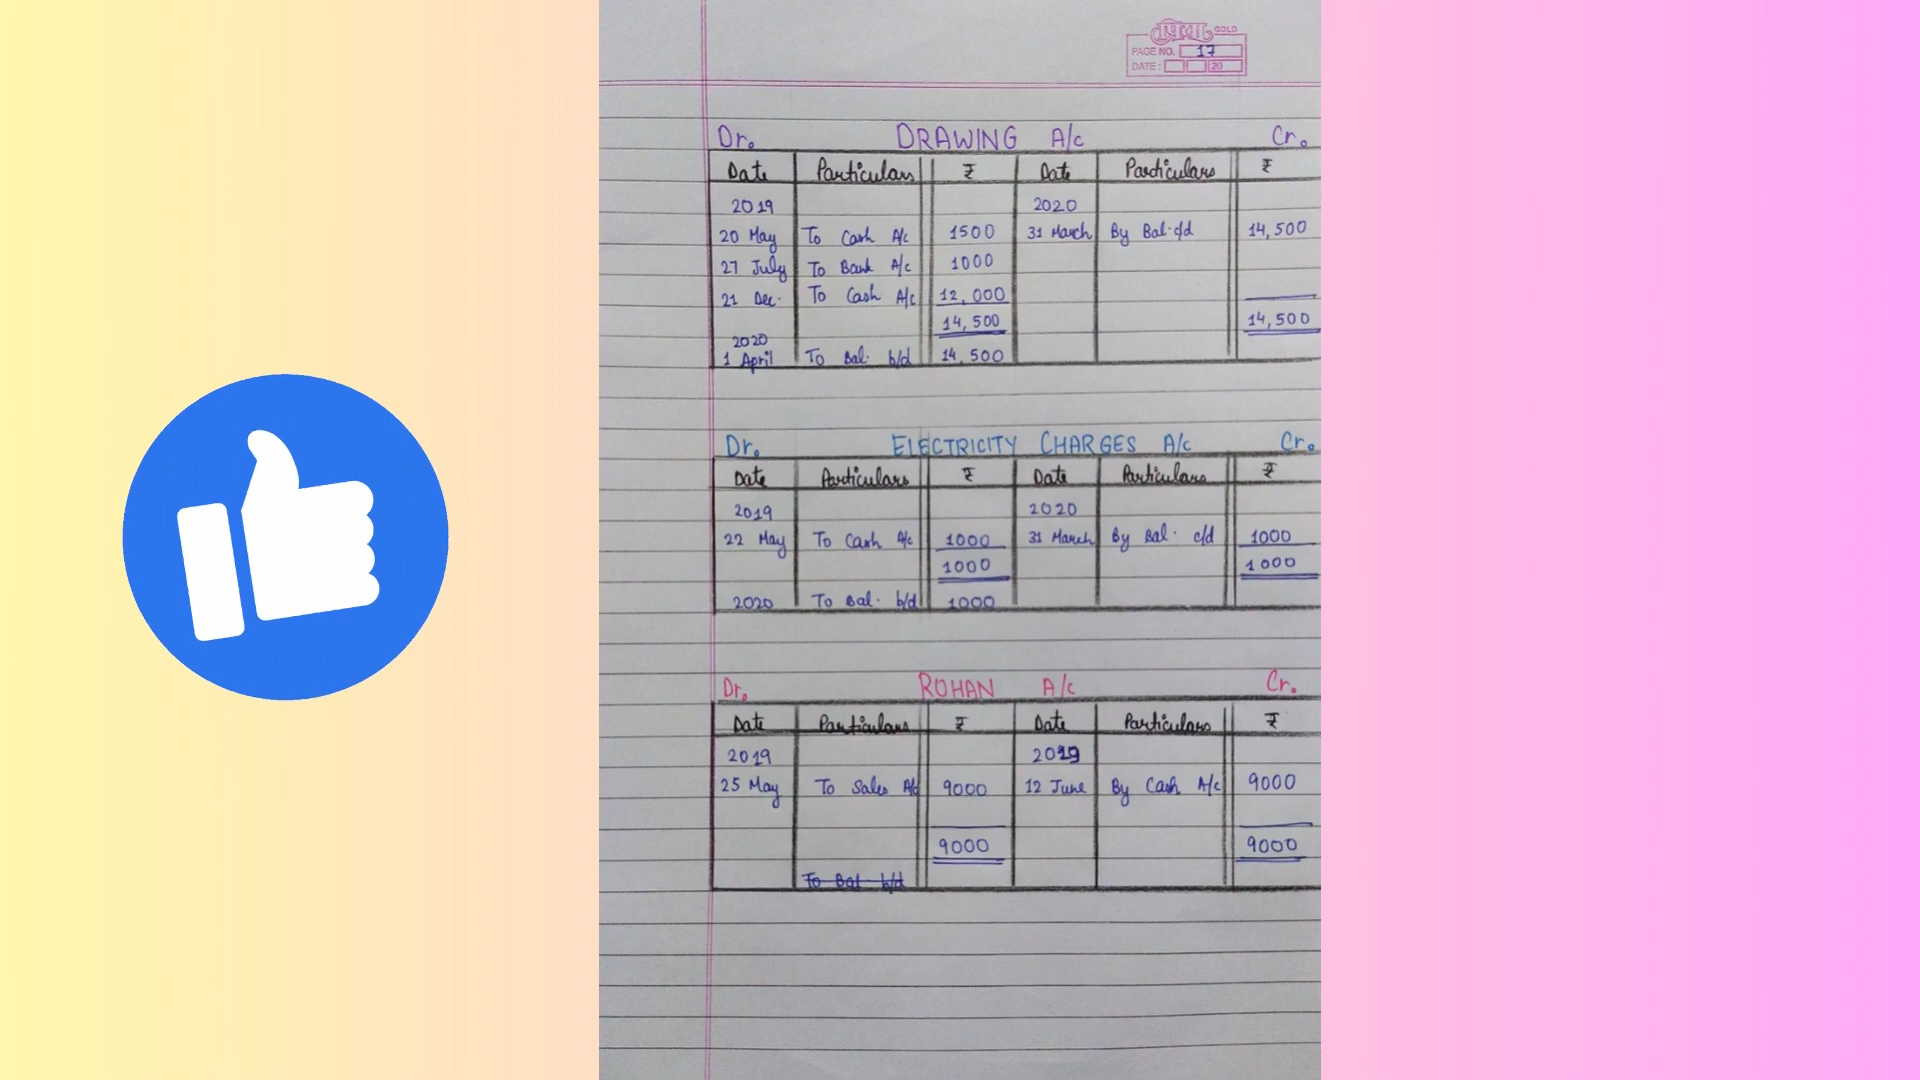 GOLD
PAGE NO. 17
DATE: 20
Dr. DRAWING A/c Cr.
Date Particulars ₹ Date Particulars ₹
2019 2020
20 May To Cash A/c 1500 31 March By Bal. c/d 14,500
27 July To Bank A/c 1000
21 Dec. To Cash A/c 12,000
14,500 14,500
2020
1 April To Bal. b/d 14,500
Dr. ELECTRICITY CHARGES A/c Cr.
Date Particulars ₹ Date Particulars ₹
2019 2020
22 May To Cash A/c 1000 31 March By Bal. c/d 1000
1000 1000
2020 To Bal. b/d 1000
Dr. ROHAN A/c Cr.
Date Particulars ₹ Date Particulars ₹
2019 2019
25 May To Sales A/c 9000 12 June By Cash A/c 9000
9000 9000
To Bal b/d